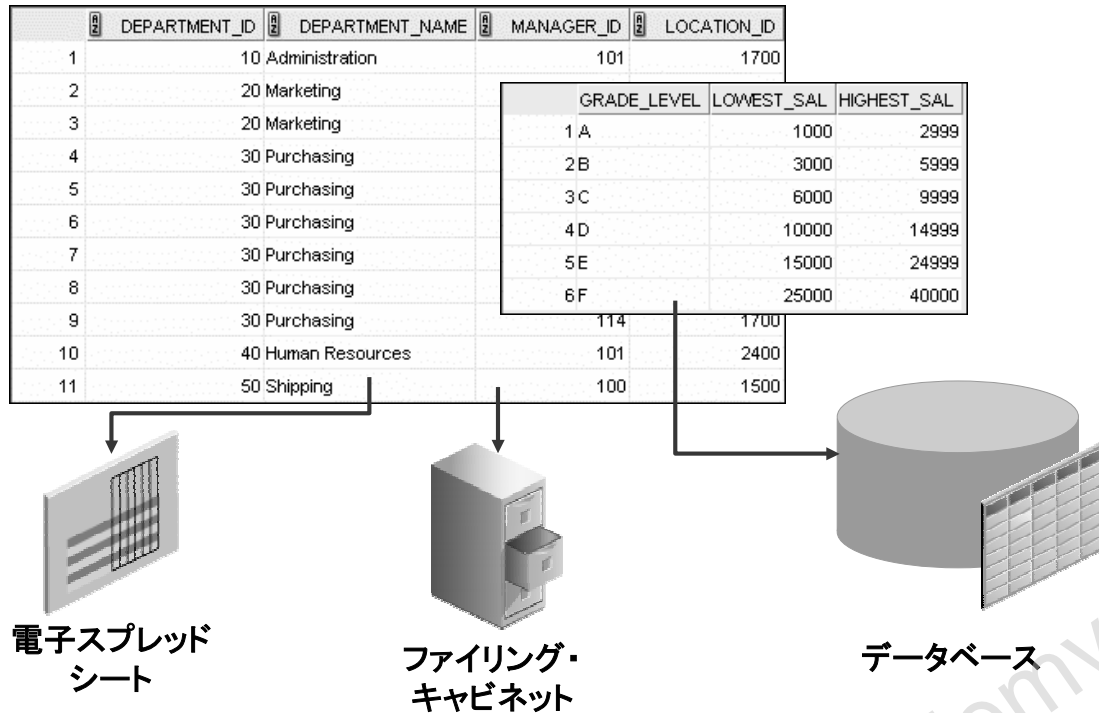 DEPARTMENT_ID DEPARTMENT_NAME MANAGER_ID LOCATION_ID
1 10 Administration 101 1700
2 20 Marketing
3 20 Marketing
4 30 Purchasing
5 30 Purchasing
6 30 Purchasing
7 30 Purchasing
8 30 Purchasing
9 30 Purchasing 114 1700
10 40 Human Resources 101 2400
11 50 Shipping 100 1500
GRADE_LEVEL LOWEST_SAL HIGHEST_SAL
1 A 1000 2999
2 B 3000 5999
3 C 6000 9999
4 D 10000 14999
5 E 15000 24999
6 F 25000 40000
電子スプレッド
シート
ファイリング・
キャビネット
データベース